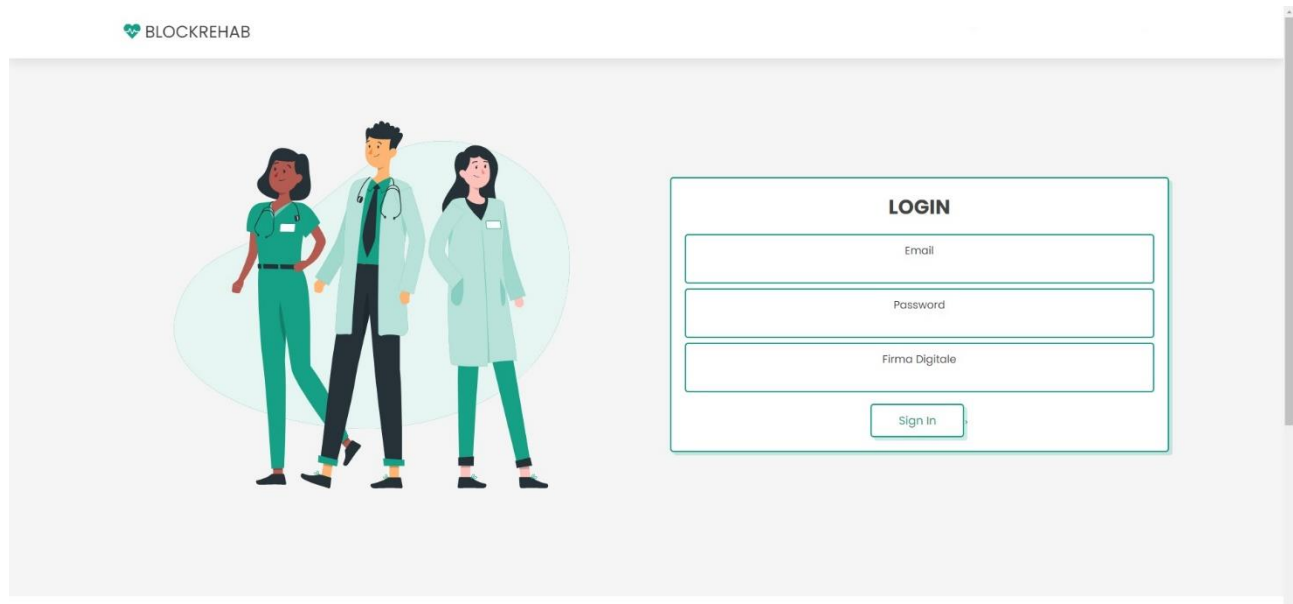 BLOCKREHAB
LOGIN
Email
Password
Firma Digitale
Sign In